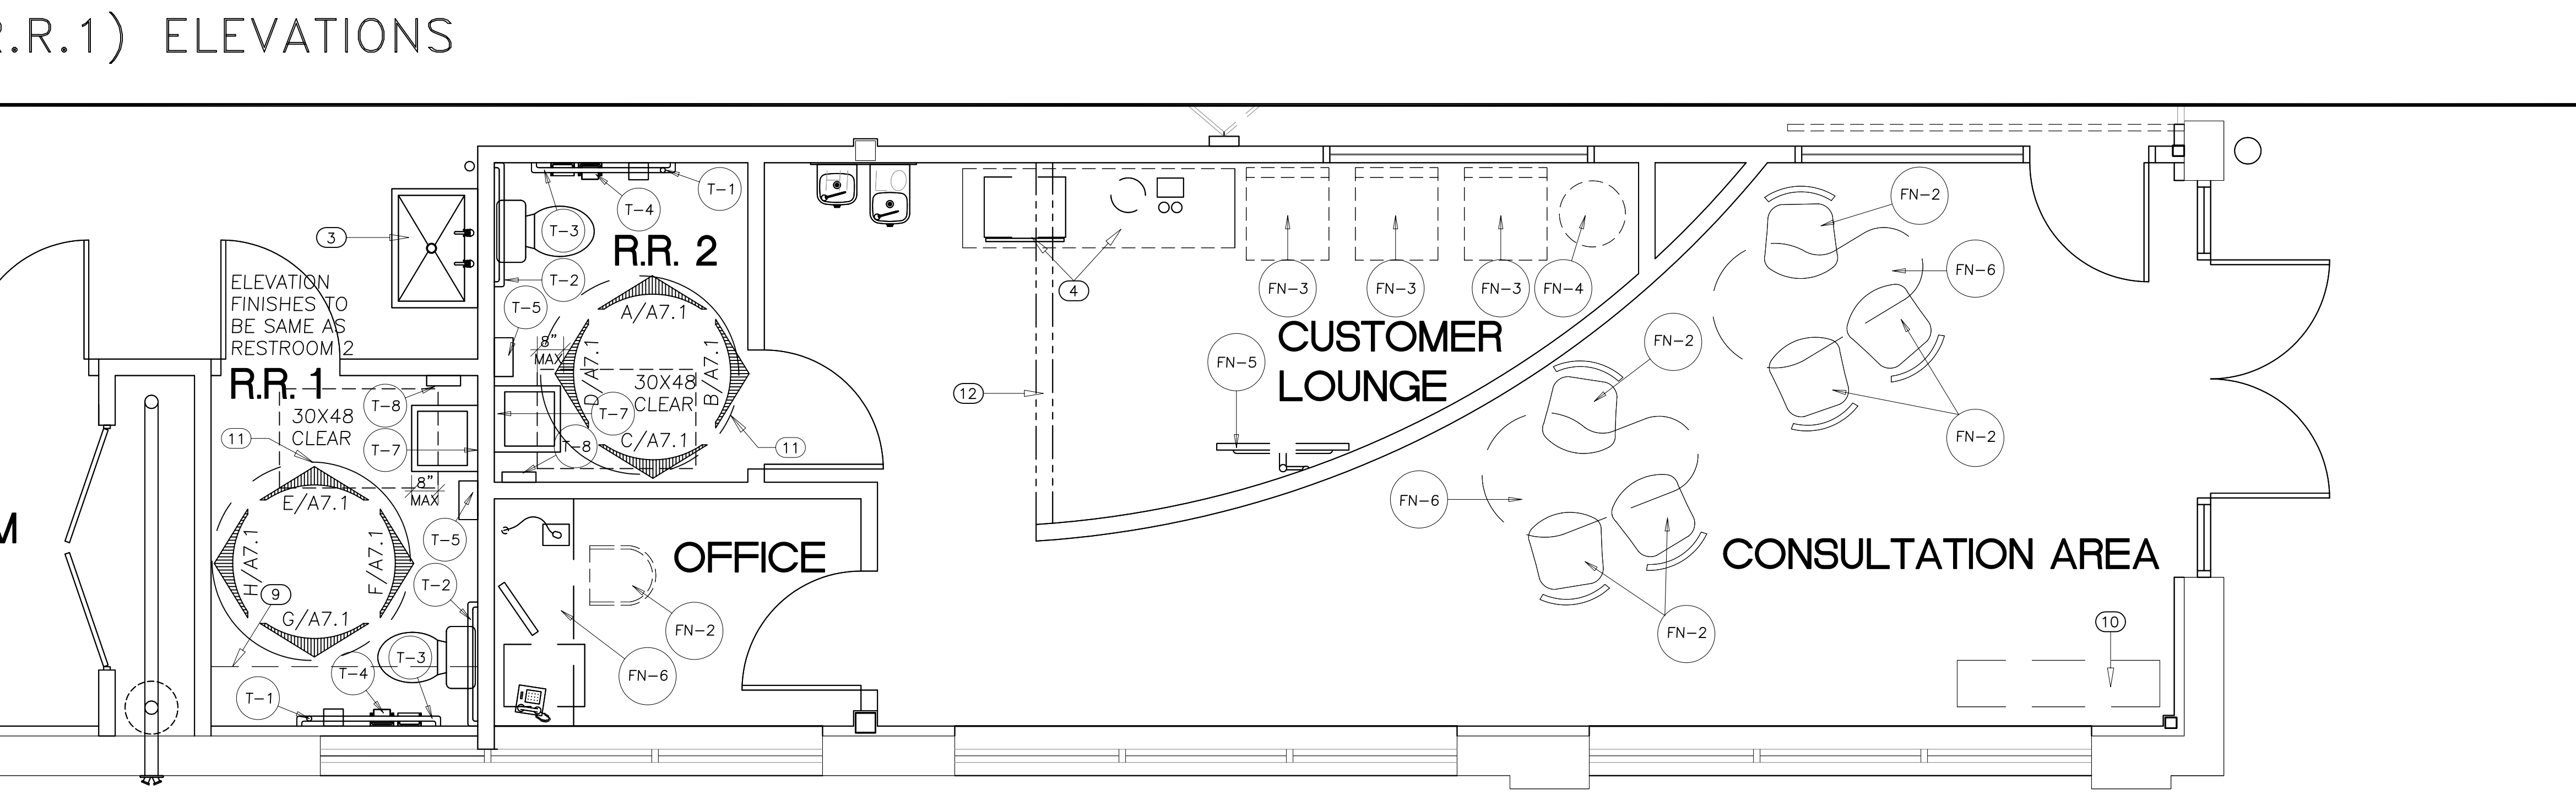 R.R.1) ELEVATIONS
T-1
T-4
T-3
R.R. 2
T-2
T-5
8"
MAX
A/A7.1
B/A7.1
C/A7.1
D/A7.1
30X48
CLEAR
T-7
T-8
11
3
ELEVATION
FINISHES TO
BE SAME AS
RESTROOM 2
R.R. 1
30X48
CLEAR
T-8
T-7
11
8"
MAX
E/A7.1
F/A7.1
G/A7.1
H/A7.1
T-5
T-2
9
T-3
T-4
T-1
M
OFFICE
FN-2
FN-6
4
12
FN-3
FN-3
FN-3
FN-4
CUSTOMER
LOUNGE
FN-5
FN-2
FN-6
FN-2
FN-2
FN-6
FN-2
CONSULTATION AREA
10